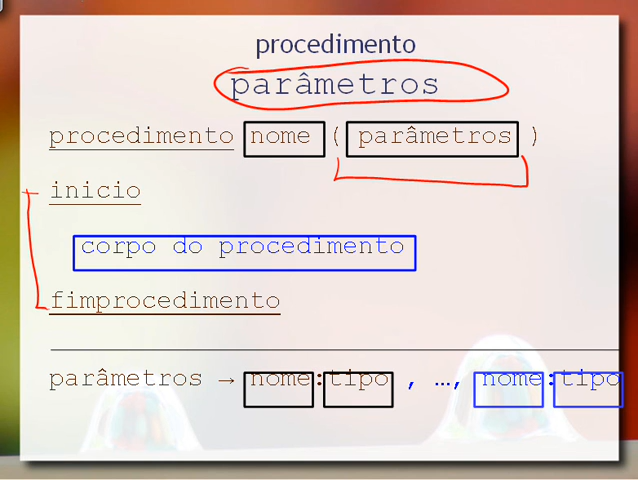 procedimento
parâmetros
procedimento nome ( parâmetros )
inicio
corpo do procedimento
fimprocedimento
parâmetros → nome:tipo , …, nome:tipo